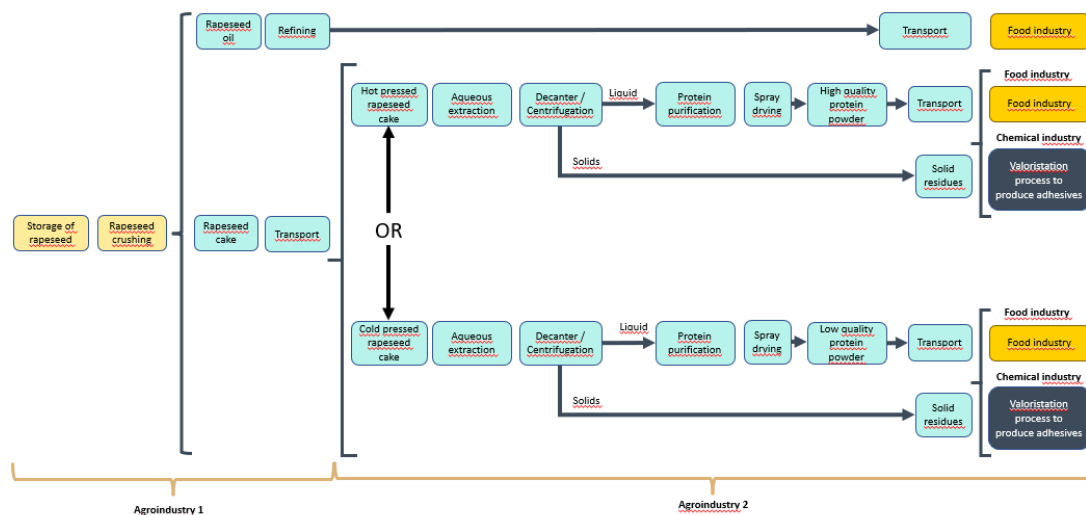 Rapeseed
oil
Refining
Transport
Food industry
Hot pressed
rapeseed
cake
Aqueous
extraction
Decanter /
Centrifugation
Liquid
Protein
purification
Spray
drying
High quality
protein
powder
Transport
Food industry
Food industry
Chemical industry
Solids
Solid
residues
Valoristation
process to
produce adhesives
Storage of
rapeseed
Rapeseed
crushing
Rapeseed
cake
Transport
OR
Cold pressed
rapeseed
cake
Aqueous
extraction
Decanter /
Centrifugation
Liquid
Protein
purification
Spray
drying
Low quality
protein
powder
Transport
Food industry
Food industry
Chemical industry
Solids
Solid
residues
Valoristation
process to
produce adhesives
Agroindustry 1
Agroindustry 2